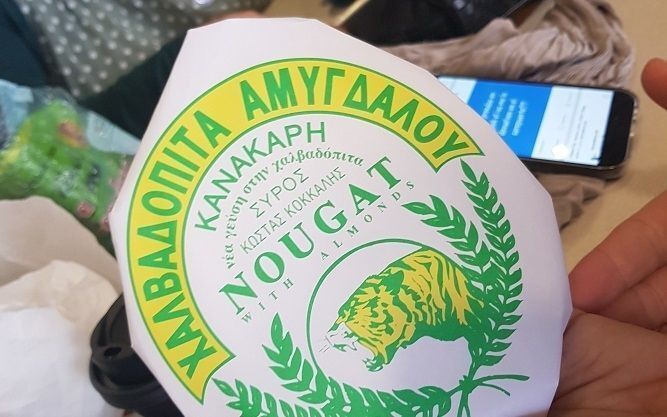 ΧΑΛΒΑΔΟΠΙΤΑ ΑΜΥΓΔΑΛΟΥ
ΚΑΝΑΚΑΡΗ
νέα γεύση στην χαλβαδόπιτα
ΣΥΡΟΣ
ΚΩΣΤΑΣ ΚΟΚΚΑΛΗΣ
NOUGAT
WITH ALMONDS